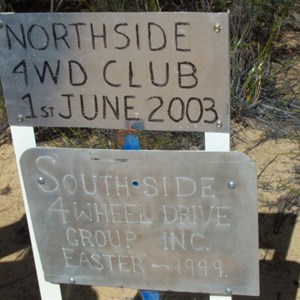 NORTHSIDE
4WD CLUB
1ST JUNE 2003
SOUTH-SIDE
4 WHEEL DRIVE
GROUP INC.
EASTER — 1999.